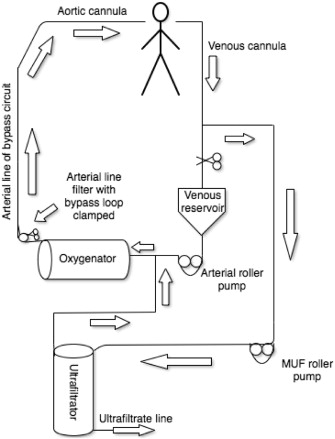 Aortic cannula
Venous cannula
Arterial line of bypass circuit
Arterial line
filter with
bypass loop
clamped
Venous
reservoir
Oxygenator
Arterial roller
pump
MUF roller
pump
Ultrafiltrator
Ultrafiltrate line